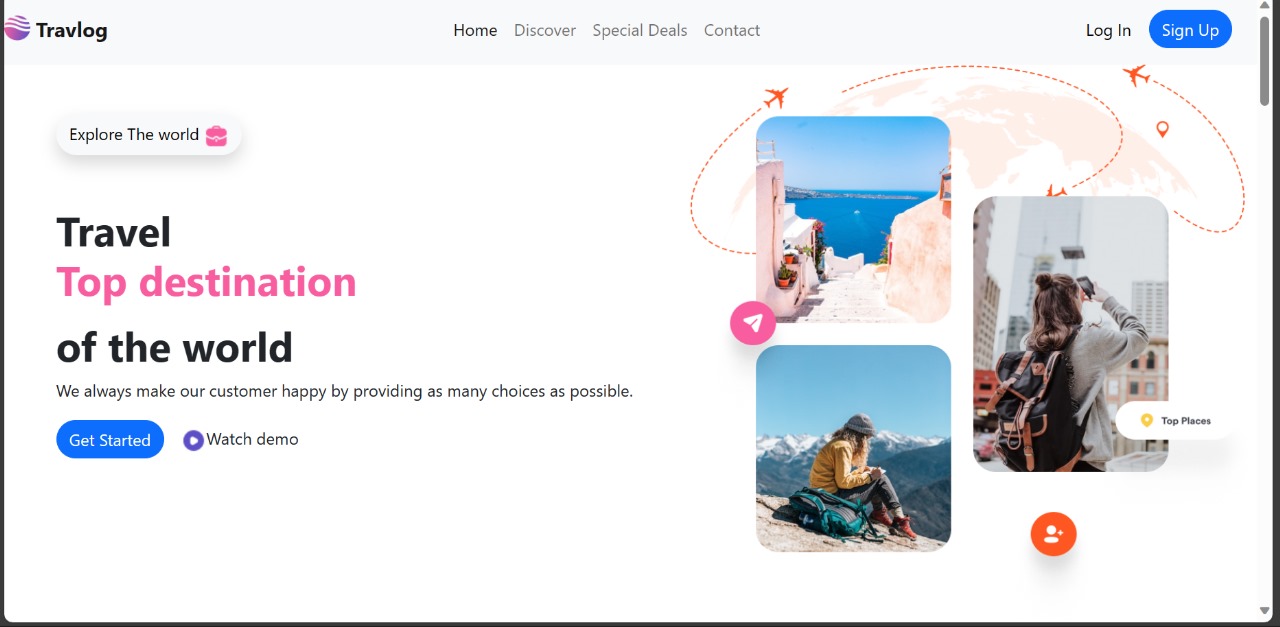 Travlog
Home Discover Special Deals Contact
Log In Sign Up
Explore The world
Travel
Top destination
of the world
We always make our customer happy by providing as many choices as possible.
Get Started Watch demo
Top Places